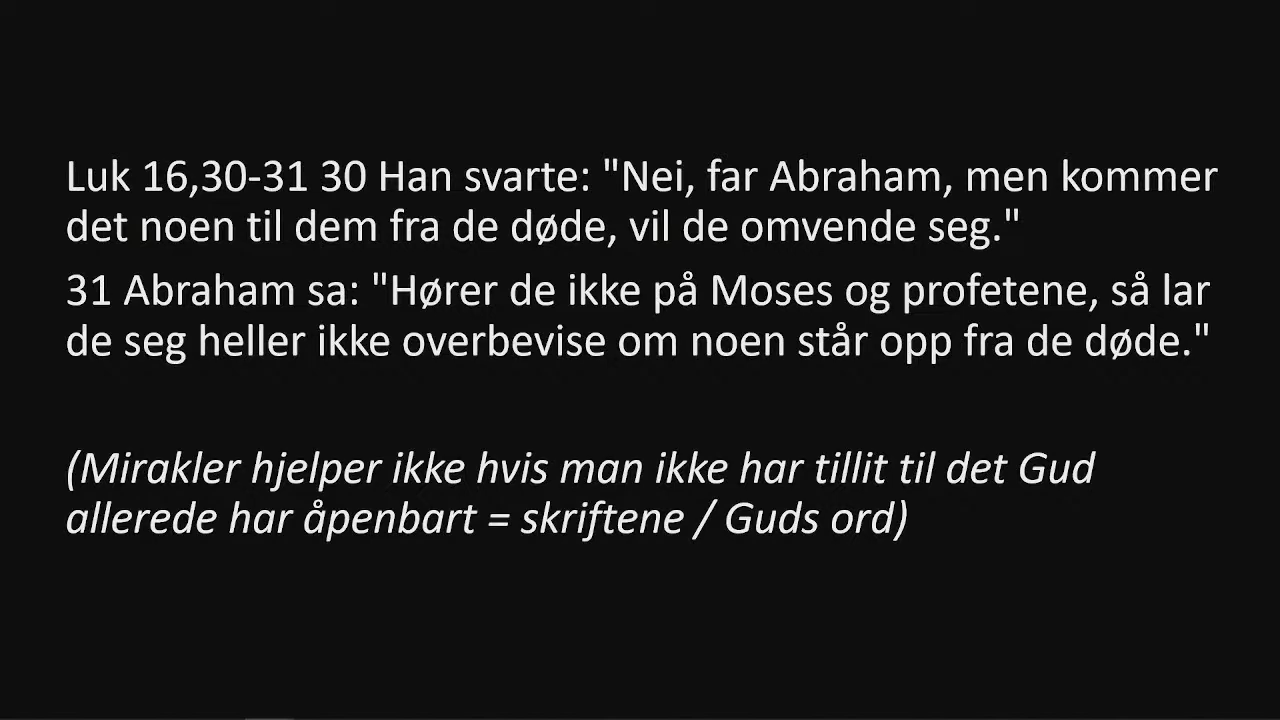 Luk 16,30-31 30 Han svarte: "Nei, far Abraham, men kommer
det noen til dem fra de døde, vil de omvende seg."
31 Abraham sa: "Hører de ikke på Moses og profetene, så lar
de seg heller ikke overbevise om noen står opp fra de døde."
(Mirakler hjelper ikke hvis man ikke har tillit til det Gud
allerede har åpenbart = skriftene / Guds ord)